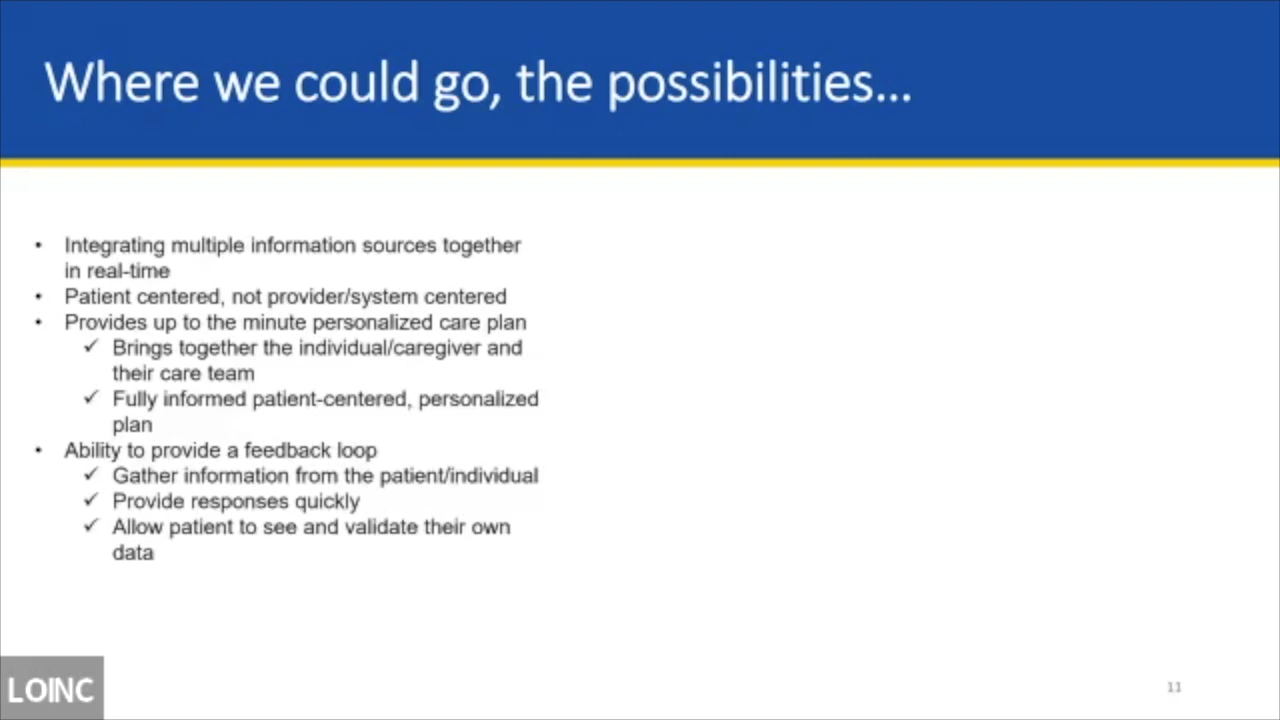 Where we could go, the possibilities...
• Integrating multiple information sources together
in real-time
• Patient centered, not provider/system centered
• Provides up to the minute personalized care plan
✓ Brings together the individual/caregiver and
their care team
✓ Fully informed patient-centered, personalized
plan
• Ability to provide a feedback loop
✓ Gather information from the patient/individual
✓ Provide responses quickly
✓ Allow patient to see and validate their own
data
LOINC
11